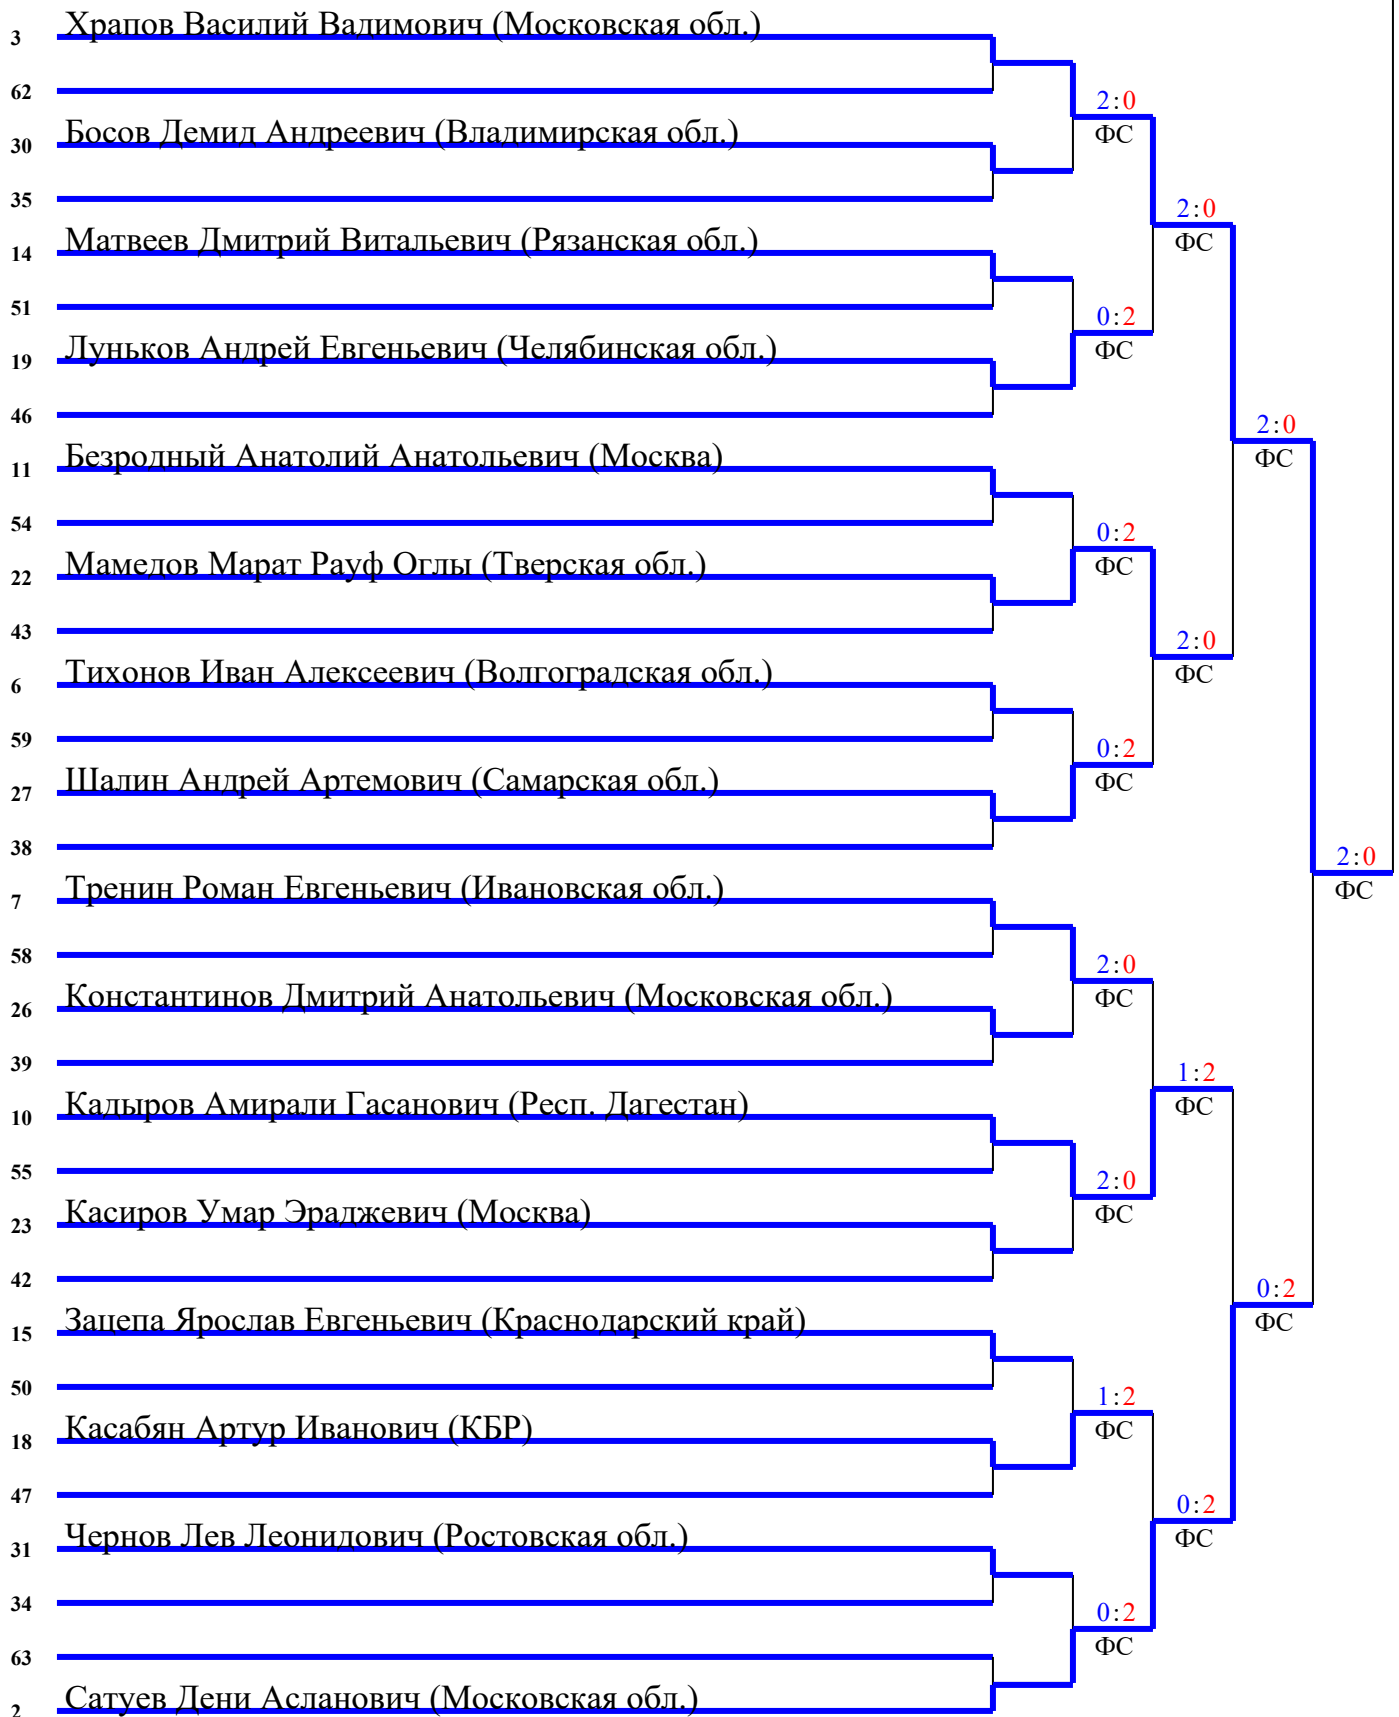 3 Храпов Василий Вадимович (Московская обл.)
62
2:0
30 Босов Демид Андреевич (Владимирская обл.)
ФС
35
2:0
14 Матвеев Дмитрий Витальевич (Рязанская обл.)
ФС
51
0:2
19 Луньков Андрей Евгеньевич (Челябинская обл.)
ФС
46
2:0
11 Безродный Анатолий Анатольевич (Москва)
ФС
54
0:2
22 Мамедов Марат Рауф Оглы (Тверская обл.)
ФС
43
2:0
6 Тихонов Иван Алексеевич (Волгоградская обл.)
ФС
59
0:2
27 Шалин Андрей Артемович (Самарская обл.)
ФС
38
2:0
7 Тренин Роман Евгеньевич (Ивановская обл.)
ФС
58
2:0
26 Константинов Дмитрий Анатольевич (Московская обл.)
ФС
39
1:2
10 Кадыров Амирали Гасанович (Респ. Дагестан)
ФС
55
2:0
23 Касиров Умар Эраджевич (Москва)
ФС
42
0:2
15 Зацепа Ярослав Евгеньевич (Краснодарский край)
ФС
50
1:2
18 Касабян Артур Иванович (КБР)
ФС
47
0:2
31 Чернов Лев Леонидович (Ростовская обл.)
ФС
34
0:2
63
ФС
2 Сатуев Дени Асланович (Московская обл.)